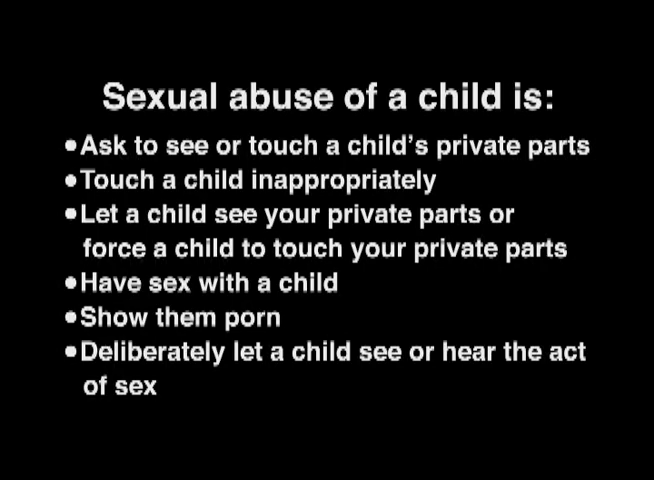 Sexual abuse of a child is:
•Ask to see or touch a child's private parts
•Touch a child inappropriately
•Let a child see your private parts or
force a child to touch your private parts
•Have sex with a child
•Show them porn
•Deliberately let a child see or hear the act
of sex